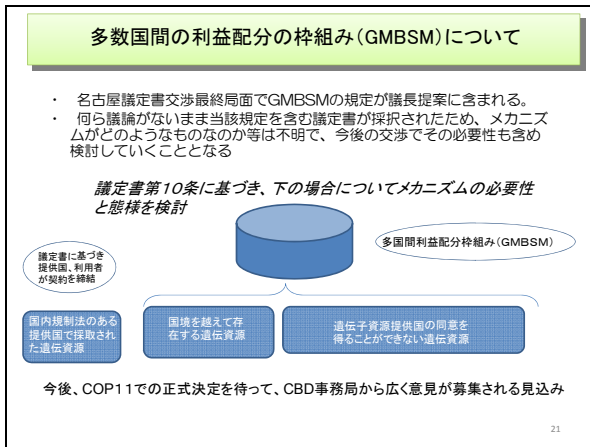 多数国間の利益配分の枠組み(GMBSM)について
・ 名古屋議定書交渉最終局面でGMBSMの規定が議長提案に含まれる。
・ 何ら議論がないまま当該規定を含む議定書が採択されたため、メカニズ
ムがどのようなものなのか等は不明で、今後の交渉でその必要性も含め
検討していくこととなる
議定書第10条に基づき、下の場合についてメカニズムの必要性
と態様を検討
多国間利益配分枠組み(GMBSM)
議定書に基づき
提供国、利用者
が契約を締結
国内規制法のある
提供国で採取され
た遺伝資源
国境を越えて存
在する遺伝資源
遺伝子資源提供国の同意を
得ることができない遺伝資源
今後、COP11での正式決定を待って、CBD事務局から広く意見が募集される見込み
21